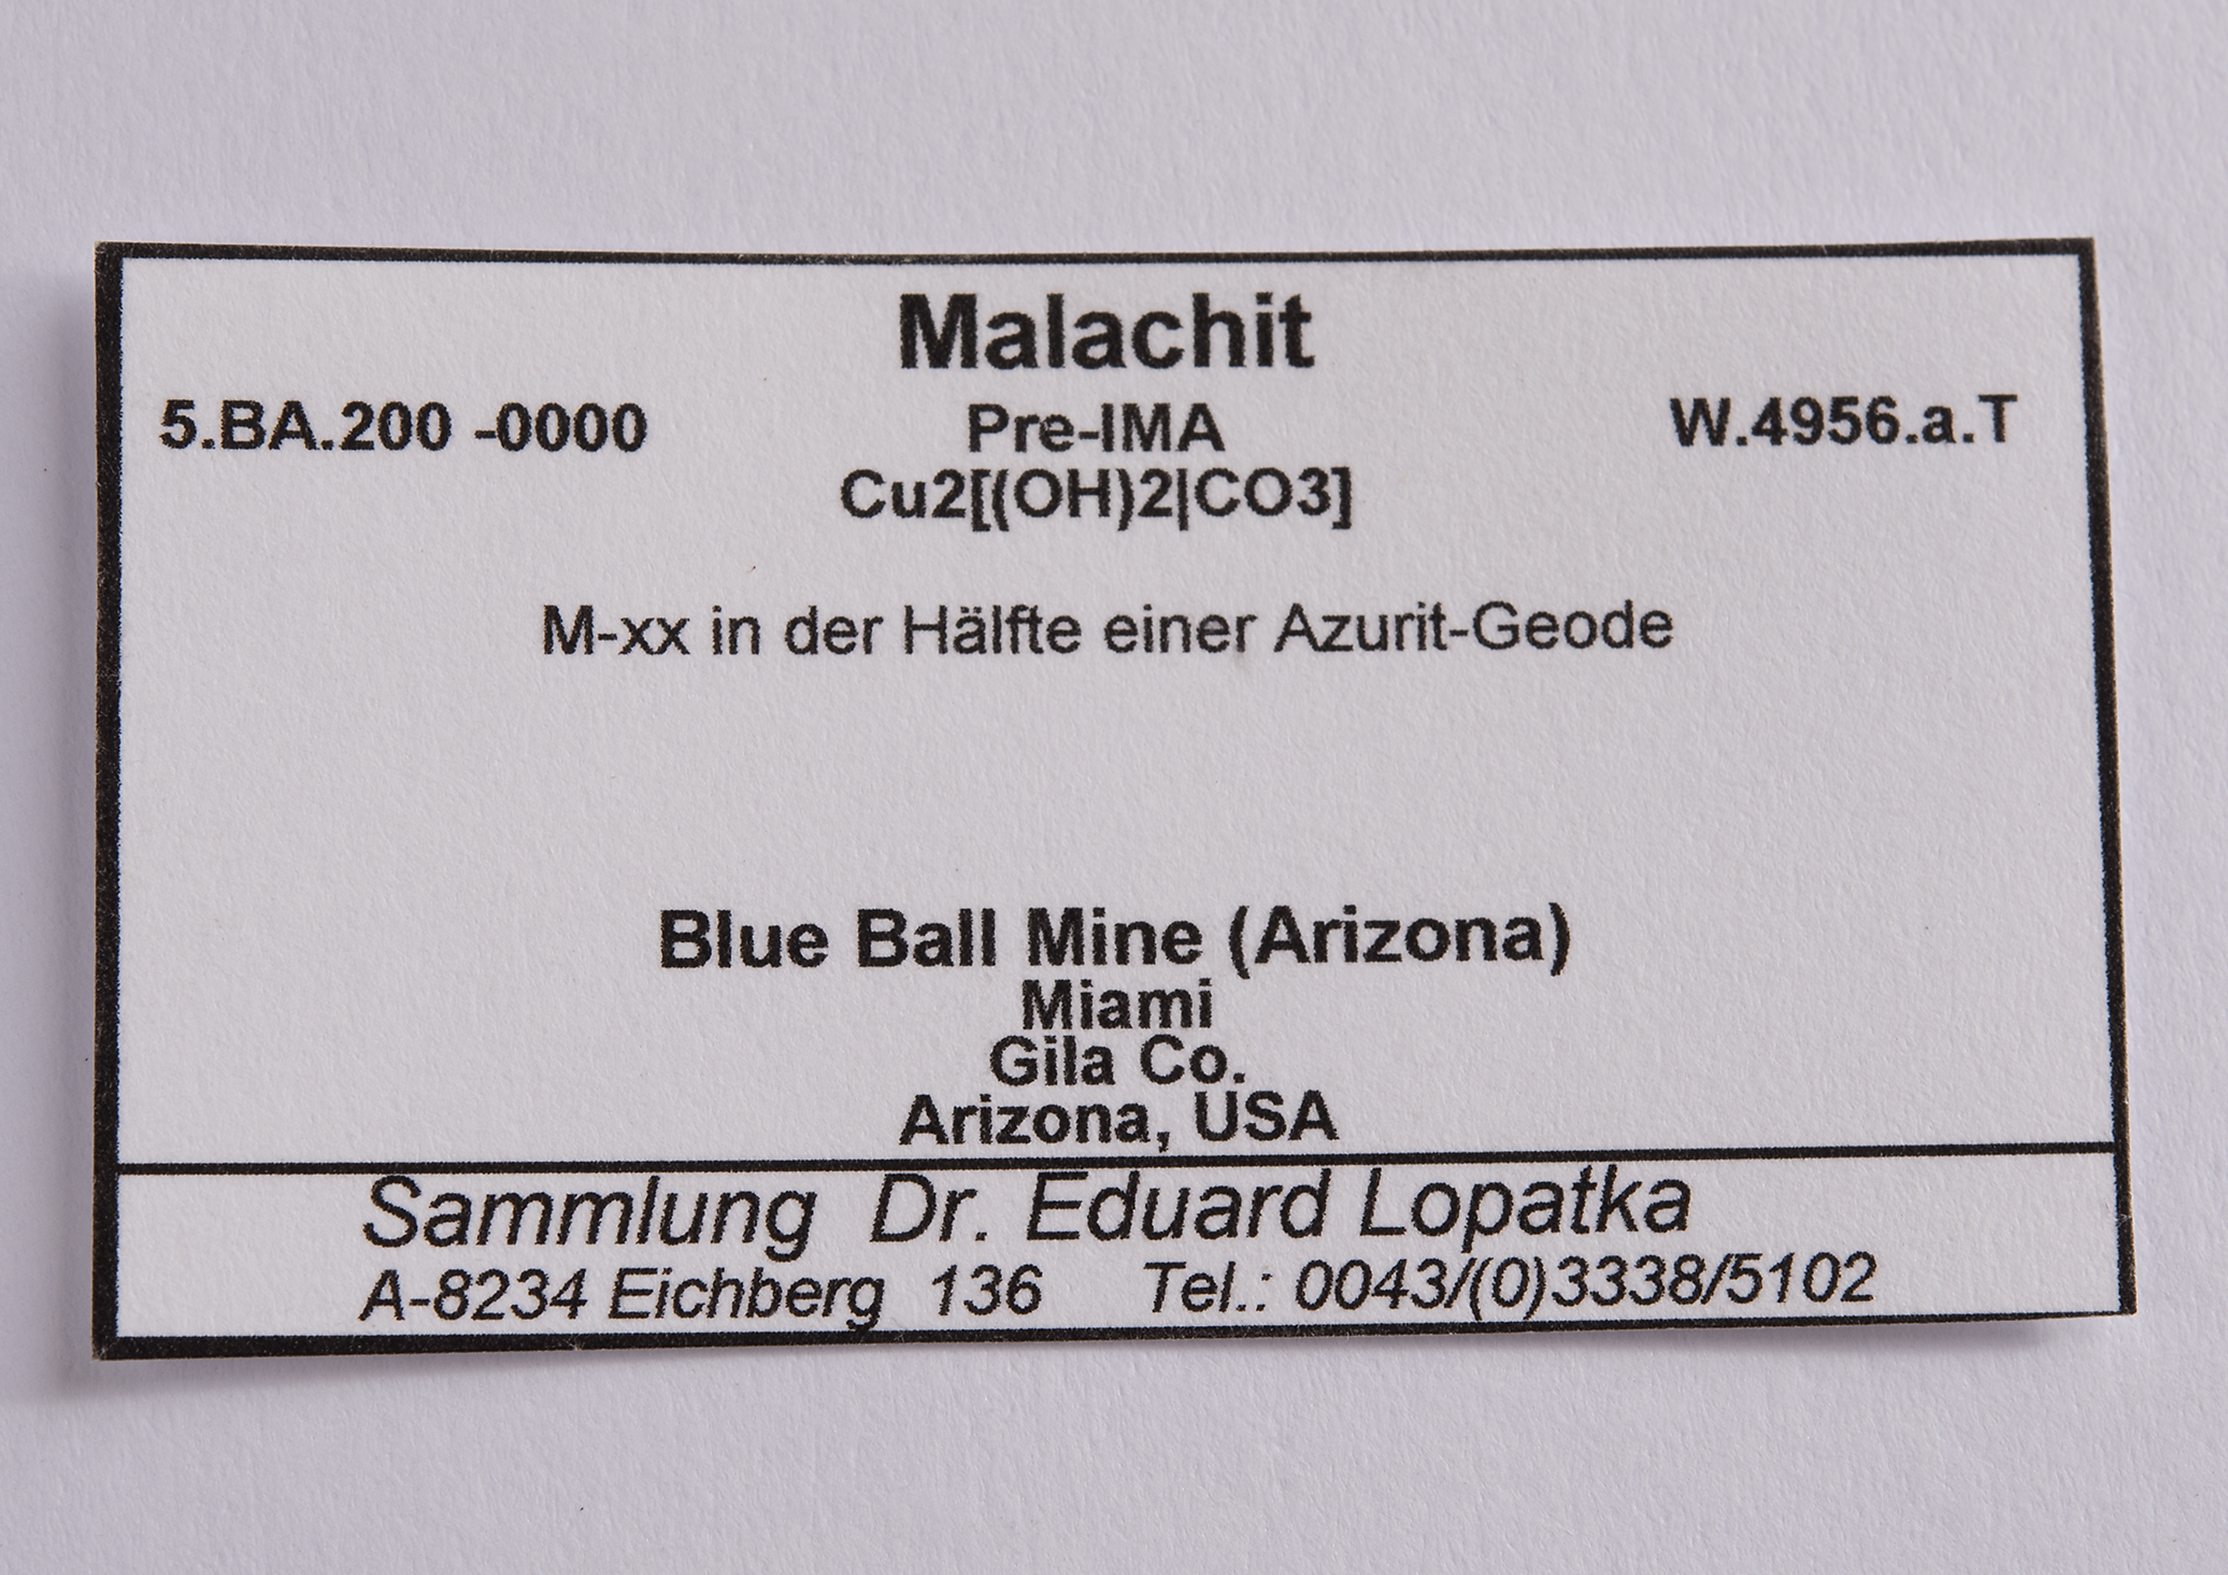 Malachit
5.BA.200 -0000 Pre-IMA W.4956.a.T
Cu2[(OH)2|CO3]
M-xx in der Hälfte einer Azurit-Geode
Blue Ball Mine (Arizona)
Miami
Gila Co.
Arizona, USA
Sammlung Dr. Eduard Lopatka
A-8234 Eichberg 136 Tel.: 0043/(0)3338/5102